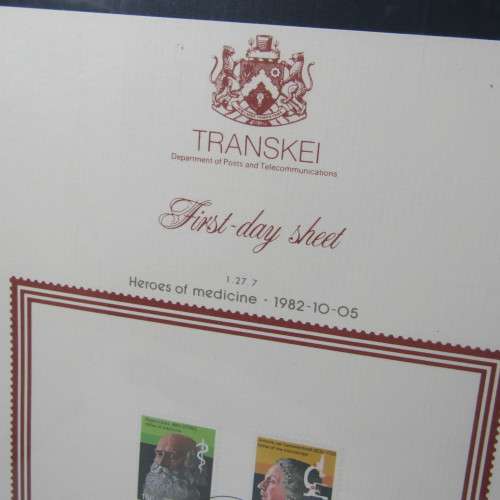 TRANSKEI
Department of Posts and Telecommunications
First-day sheet
1. 27. 7
Heroes of medicine · 1982-10-05